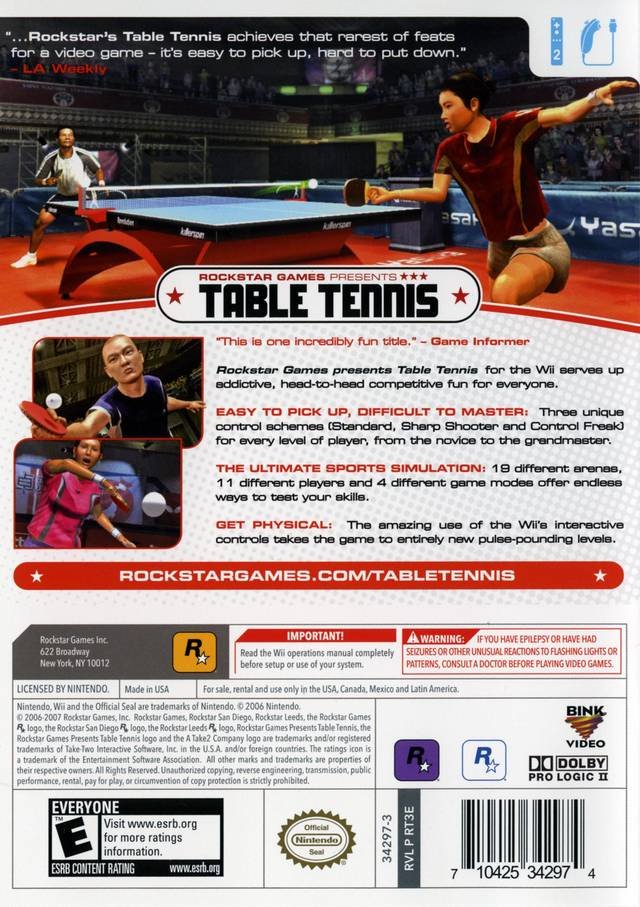 "...Rockstar's Table Tennis achieves that rarest of feats
for a video game – it's easy to pick up, hard to put down."
– LA Weekly
2
killerspin
killerspin
Yas
ROCKSTAR GAMES PRESENTS ★★★
★ TABLE TENNIS ★
"This is one incredibly fun title." – Game Informer
Rockstar Games presents Table Tennis for the Wii serves up
addictive, head-to-head competitive fun for everyone.
EASY TO PICK UP, DIFFICULT TO MASTER: Three unique
control schemes (Standard, Sharp Shooter and Control Freak)
for every level of player, from the novice to the grandmaster.
THE ULTIMATE SPORTS SIMULATION: 19 different arenas,
11 different players and 4 different game modes offer endless
ways to test your skills.
GET PHYSICAL: The amazing use of the Wii's interactive
controls takes the game to entirely new pulse-pounding levels.
★ ROCKSTARGAMES.COM/TABLETENNIS ★
Rockstar Games Inc.
622 Broadway
New York, NY 10012
R★
IMPORTANT!
Read the Wii operations manual completely
before setup or use of your system.
WARNING: IF YOU HAVE EPILEPSY OR HAVE HAD
SEIZURES OR OTHER UNUSUAL REACTIONS TO FLASHING LIGHTS OR
PATTERNS, CONSULT A DOCTOR BEFORE PLAYING VIDEO GAMES.
LICENSED BY NINTENDO. Made in USA For sale, rental and use only in the USA, Canada, Mexico and Latin America.
Nintendo, Wii and the Official Seal are trademarks of Nintendo. © 2006 Nintendo.
© 2006-2007 Rockstar Games, Inc. Rockstar Games, Rockstar San Diego, Rockstar Leeds, the Rockstar Games
R★ logo, the Rockstar San Diego R★ logo, the Rockstar Leeds R★ logo, Rockstar Games Presents Table Tennis, the
Rockstar Games Presents Table Tennis logo and the A Take2 Company logo are trademarks and/or registered
trademarks of Take-Two Interactive Software, Inc. in the U.S.A. and/or foreign countries. The ratings icon is
a trademark of the Entertainment Software Association. All other marks and trademarks are properties of
their respective owners. All Rights Reserved. Unauthorized copying, reverse engineering, transmission, public
performance, rental, pay for play, or circumvention of copy protection is strictly prohibited.
R★
R★
BINK
VIDEO
DOLBY
PRO LOGIC II
EVERYONE
E
TM
Visit www.esrb.org
for more ratings
information.
ESRB CONTENT RATING www.esrb.org
Official
Nintendo
Seal
34297-3
RVL P RT3E
7 10425 34297 4